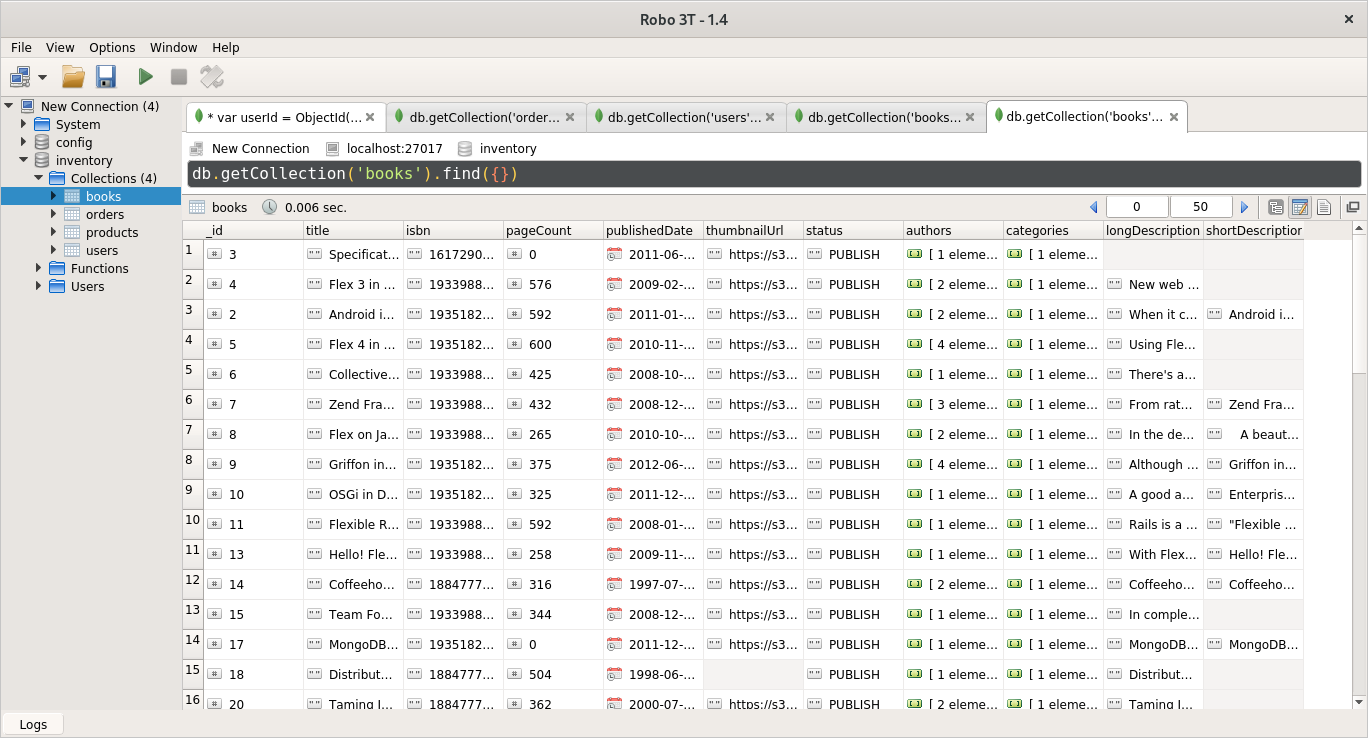 Robo 3T - 1.4
File View Options Window Help
New Connection (4)
System
config
inventory
Collections (4)
books
orders
products
users
Functions
Users
* var userId = ObjectId(... db.getCollection('order... db.getCollection('users'... db.getCollection('books... db.getCollection('books'...
New Connection localhost:27017 inventory
db.getCollection('books').find({})
books 0.006 sec. 0 50
_id title isbn pageCount publishedDate thumbnailUrl status authors categories longDescription shortDescription
1 3 Specificat... 1617290... 0 2011-06-... https://s3... PUBLISH [ 1 eleme... [ 1 eleme...
2 4 Flex 3 in ... 1933988... 576 2009-02-... https://s3... PUBLISH [ 2 eleme... [ 1 eleme... New web ...
3 2 Android i... 1935182... 592 2011-01-... https://s3... PUBLISH [ 2 eleme... [ 1 eleme... When it c... Android i...
4 5 Flex 4 in ... 1935182... 600 2010-11-... https://s3... PUBLISH [ 4 eleme... [ 1 eleme... Using Fle...
5 6 Collective... 1933988... 425 2008-10-... https://s3... PUBLISH [ 1 eleme... [ 1 eleme... There's a...
6 7 Zend Fra... 1933988... 432 2008-12-... https://s3... PUBLISH [ 3 eleme... [ 1 eleme... From rat... Zend Fra...
7 8 Flex on Ja... 1933988... 265 2010-10-... https://s3... PUBLISH [ 2 eleme... [ 1 eleme... In the de... A beaut...
8 9 Griffon in... 1935182... 375 2012-06-... https://s3... PUBLISH [ 4 eleme... [ 1 eleme... Although ... Griffon in...
9 10 OSGi in D... 1935182... 325 2011-12-... https://s3... PUBLISH [ 1 eleme... [ 1 eleme... A good a... Enterpris...
10 11 Flexible R... 1933988... 592 2008-01-... https://s3... PUBLISH [ 1 eleme... [ 1 eleme... Rails is a ... "Flexible ...
11 13 Hello! Fle... 1933988... 258 2009-11-... https://s3... PUBLISH [ 1 eleme... [ 1 eleme... With Flex... Hello! Fle...
12 14 Coffeeho... 1884777... 316 1997-07-... https://s3... PUBLISH [ 2 eleme... [ 1 eleme... Coffeeho... Coffeeho...
13 15 Team Fo... 1933988... 344 2008-12-... https://s3... PUBLISH [ 1 eleme... [ 1 eleme... In comple...
14 17 MongoDB... 1935182... 0 2011-12-... https://s3... PUBLISH [ 1 eleme... [ 1 eleme... MongoDB... MongoDB...
15 18 Distribut... 1884777... 504 1998-06-... PUBLISH [ 1 eleme... [ 1 eleme... Distribut...
16 20 Taming J... 1884777... 362 2000-07-... https://s3... PUBLISH [ 2 eleme... [ 1 eleme... Taming J...
Logs